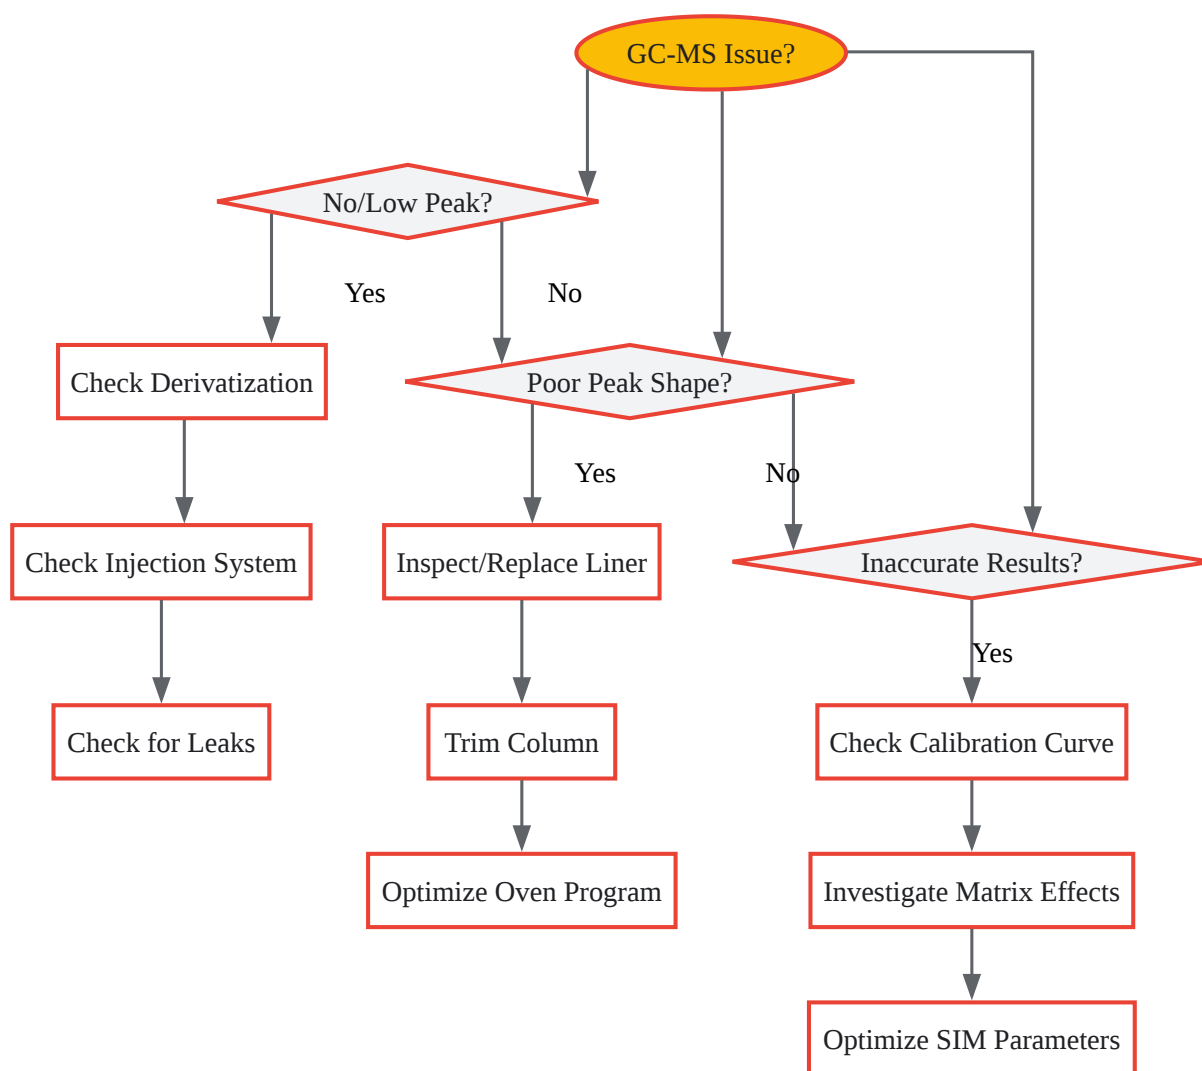 GC-MS Issue?
No/Low Peak?
Yes
No
Check Derivatization
Poor Peak Shape?
Yes
No
Check Injection System
Inspect/Replace Liner
Inaccurate Results?
Yes
Check for Leaks
Trim Column
Check Calibration Curve
Optimize Oven Program
Investigate Matrix Effects
Optimize SIM Parameters